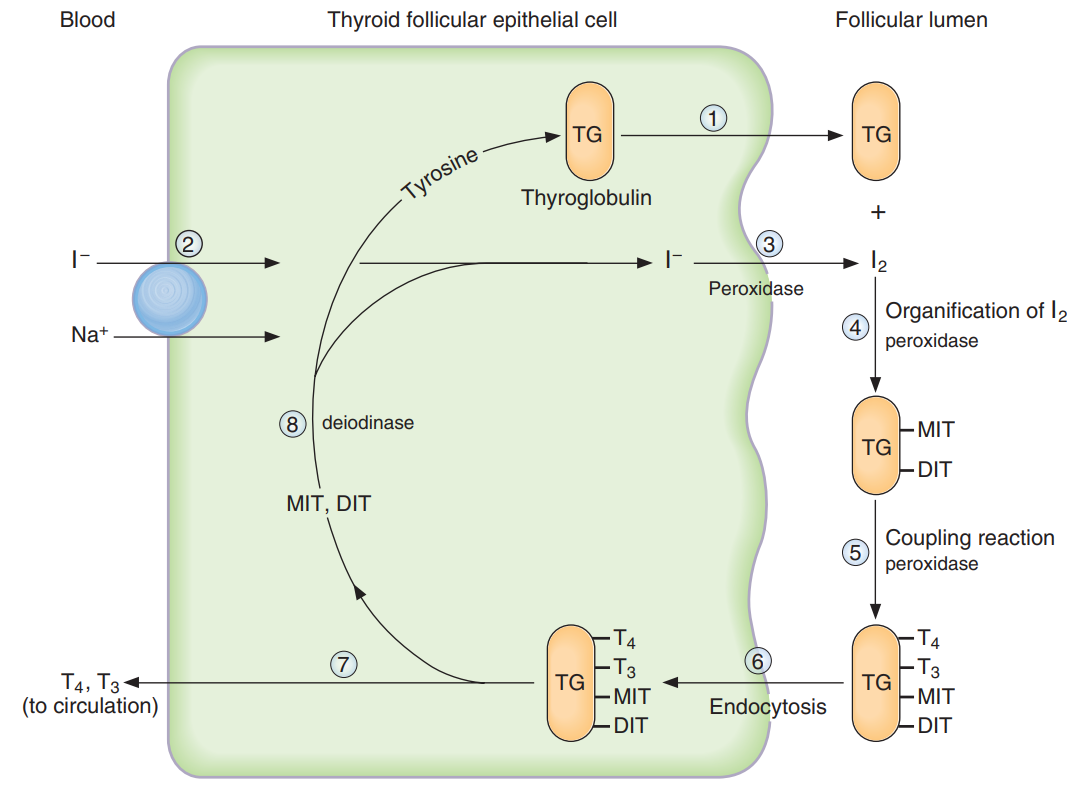 Blood
Thyroid follicular epithelial cell
Follicular lumen
TG
1
TG
Tyrosine
Thyroglobulin
+
2
I⁻
I⁻
3
I₂
Peroxidase
Na⁺
4
Organification of I₂
peroxidase
8
deiodinase
TG
MIT
DIT
MIT, DIT
5
Coupling reaction
peroxidase
T₄, T₃
(to circulation)
7
TG
T₄
T₃
MIT
DIT
6
Endocytosis
TG
T₄
T₃
MIT
DIT